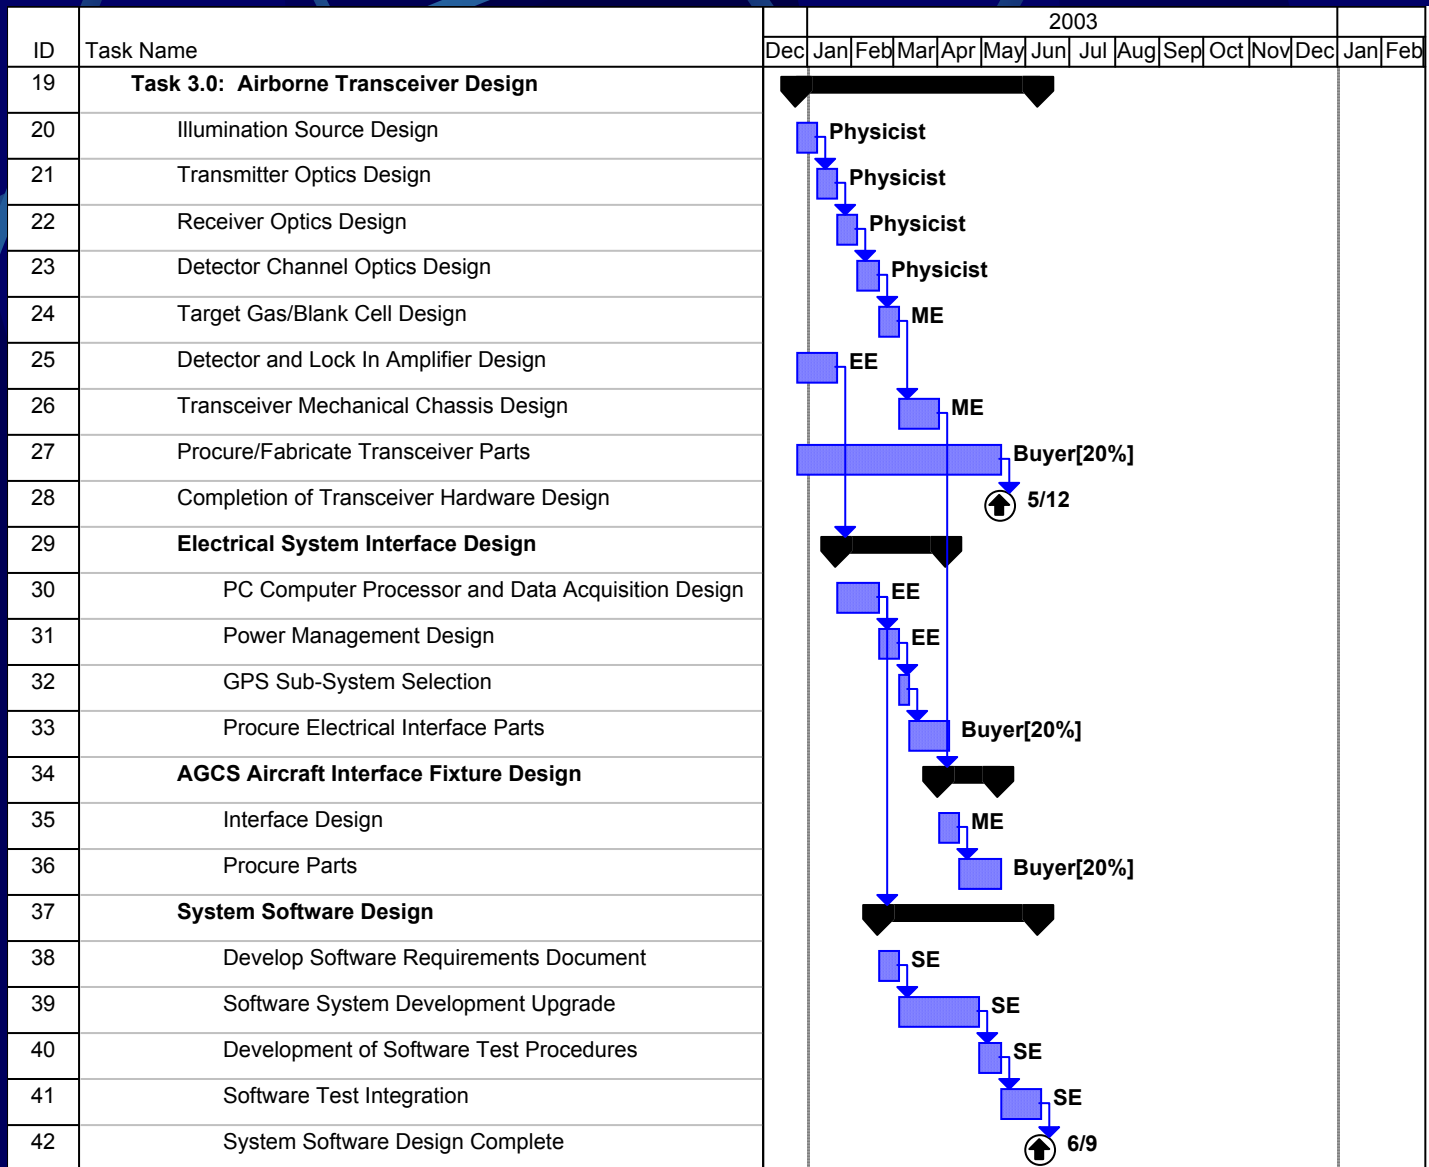 2003
ID Task Name Dec Jan Feb Mar Apr May Jun Jul Aug Sep Oct Nov Dec Jan Feb
19 Task 3.0: Airborne Transceiver Design
20 Illumination Source Design Physicist
21 Transmitter Optics Design Physicist
22 Receiver Optics Design Physicist
23 Detector Channel Optics Design Physicist
24 Target Gas/Blank Cell Design ME
25 Detector and Lock In Amplifier Design EE
26 Transceiver Mechanical Chassis Design ME
27 Procure/Fabricate Transceiver Parts Buyer[20%]
28 Completion of Transceiver Hardware Design 5/12
29 Electrical System Interface Design
30 PC Computer Processor and Data Acquisition Design EE
31 Power Management Design EE
32 GPS Sub-System Selection
33 Procure Electrical Interface Parts Buyer[20%]
34 AGCS Aircraft Interface Fixture Design
35 Interface Design ME
36 Procure Parts Buyer[20%]
37 System Software Design
38 Develop Software Requirements Document SE
39 Software System Development Upgrade SE
40 Development of Software Test Procedures SE
41 Software Test Integration SE
42 System Software Design Complete 6/9